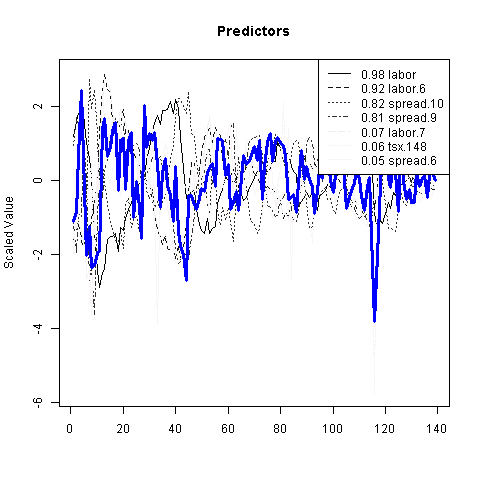 Predictors
0.98 labor
0.92 labor.6
0.82 spread.10
0.81 spread.9
0.07 labor.7
0.06 tsx.148
0.05 spread.6
Scaled Value
2
0
-2
-4
-6
0 20 40 60 80 100 120 140